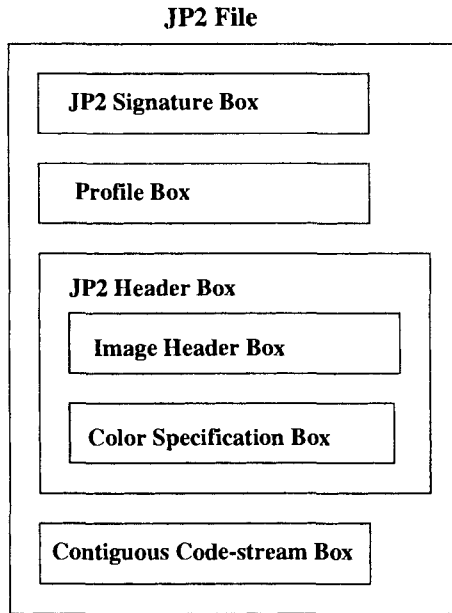 JP2 File
JP2 Signature Box
Profile Box
JP2 Header Box
Image Header Box
Color Specification Box
Contiguous Code-stream Box